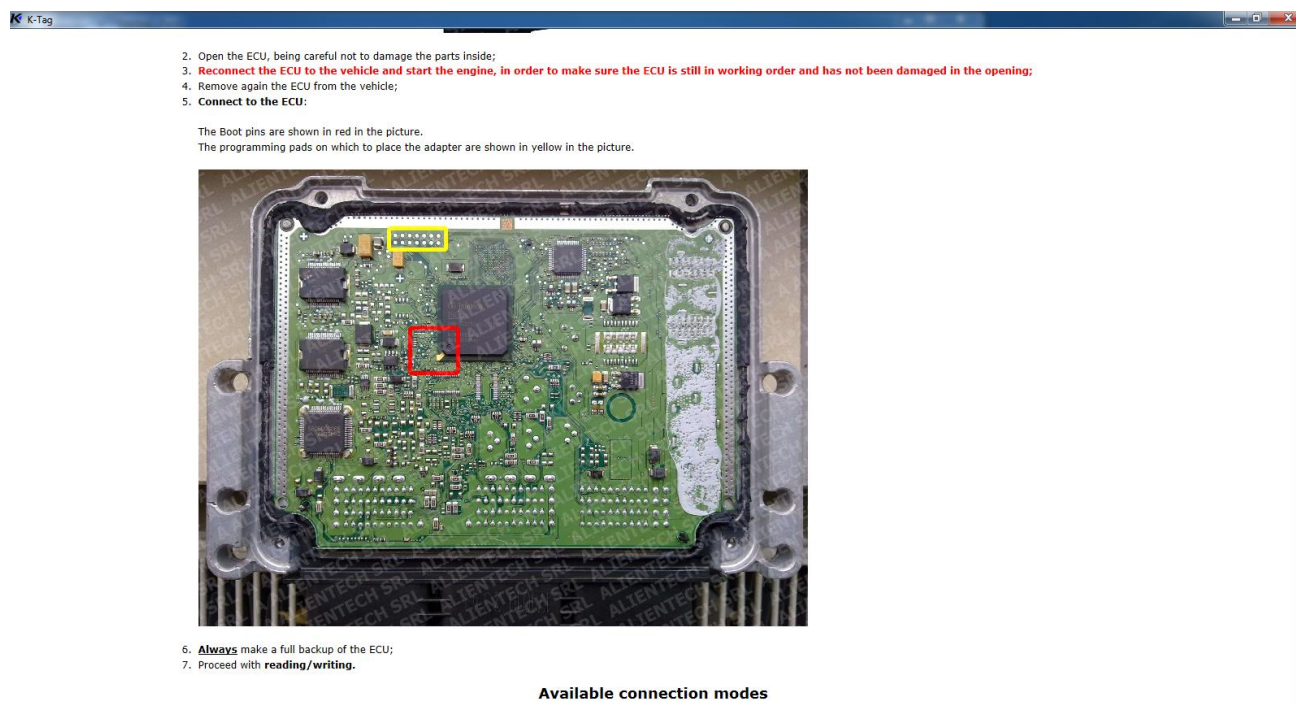 K-Tag
2. Open the ECU, being careful not to damage the parts inside;
3. Reconnect the ECU to the vehicle and start the engine, in order to make sure the ECU is still in working order and has not been damaged in the opening;
4. Remove again the ECU from the vehicle;
5. Connect to the ECU:
The Boot pins are shown in red in the picture.
The programming pads on which to place the adapter are shown in yellow in the picture.
ALIENTECH SRL
6. Always make a full backup of the ECU;
7. Proceed with reading/writing.
Available connection modes